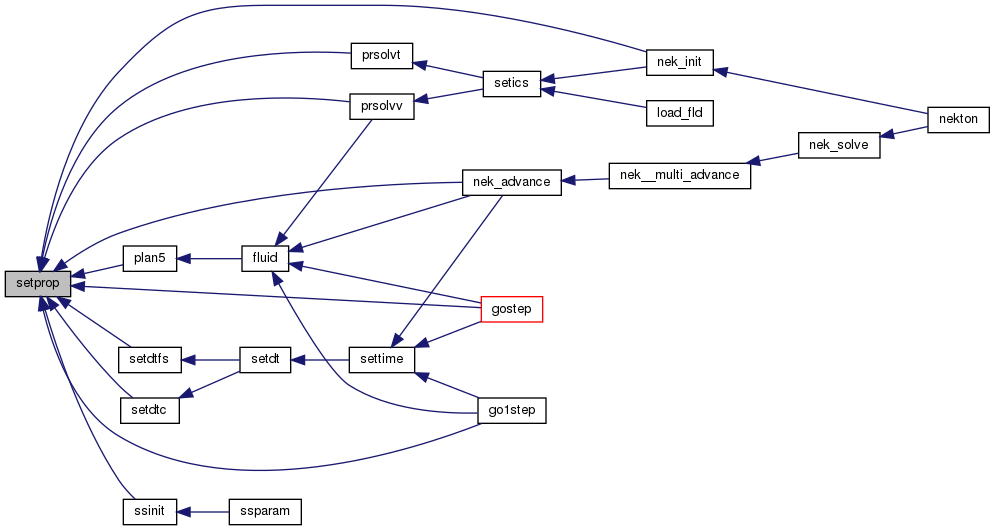 prsolvt
nek_init
setics
prsolvv
load_fld
nekton
nek_solve
nek__multi_advance
nek_advance
plan5
fluid
setprop
gostep
setdtfs
setdt
settime
setdtc
go1step
ssinit
ssparam